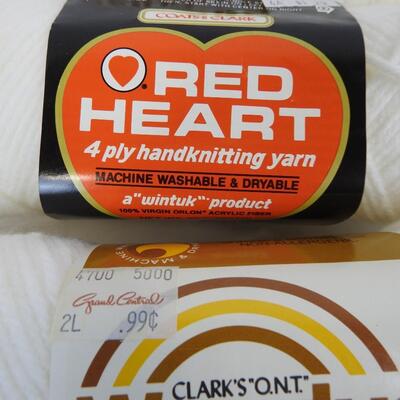 COATS & CLARK
RED
HEART
4 ply handknitting yarn
MACHINE WASHABLE & DRYABLE
a "wintuk" product
100% VIRGIN ORLON* ACRYLIC FIBER
4700 5000
Grand Central
2L .99¢
CLARK'S "O.N.T."